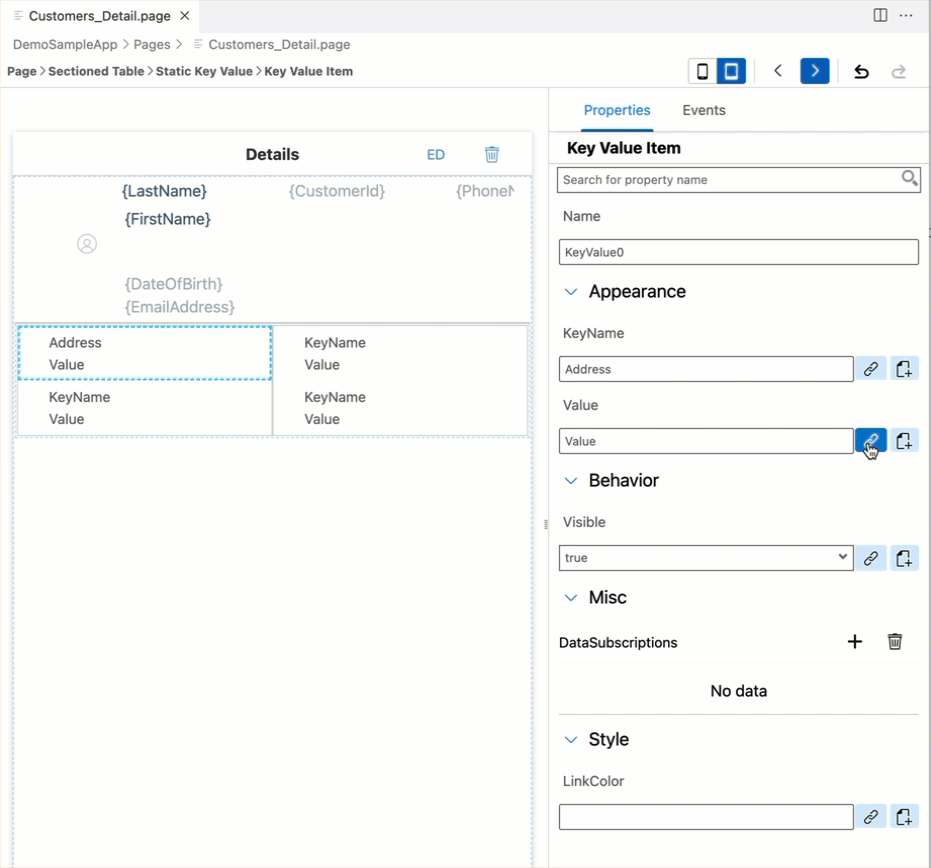 Customers_Detail.page
DemoSampleApp > Pages > Customers_Detail.page
Page > Sectioned Table > Static Key Value > Key Value Item
Details ED
{LastName} {CustomerId} {PhoneN
{FirstName}
{DateOfBirth}
{EmailAddress}
Address KeyName
Value Value
KeyName KeyName
Value Value
Properties Events
Key Value Item
Search for property name
Name
KeyValue0
Appearance
KeyName
Address
Value
Value
Behavior
Visible
true
Misc
DataSubscriptions
No data
Style
LinkColor